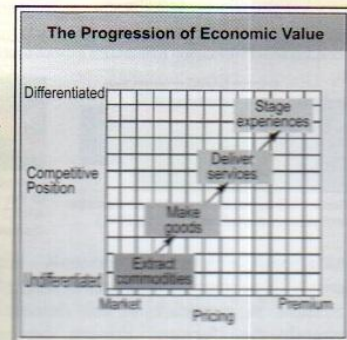 The Progression of Economic Value
Differentiated
Stage
experiences
Competitive
Position
Deliver
services
Make
goods
Undifferentiated
Extract
commodities
Market
Pricing
Premium